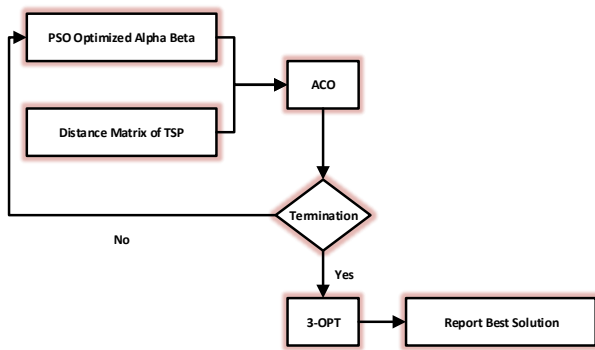 PSO Optimized Alpha Beta
ACO
Distance Matrix of TSP
Termination
No
Yes
3-OPT
Report Best Solution